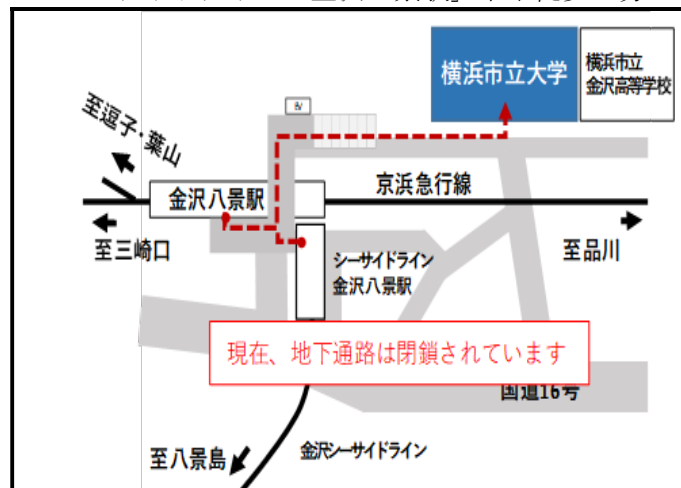 横浜市立大学
横浜市立
金沢高等学校
EV
至逗子・葉山
金沢八景駅
京浜急行線
至三崎口
至品川
シーサイドライン
金沢八景駅
現在、地下通路は閉鎖されています
国道16号
至八景島
金沢シーサイドライン